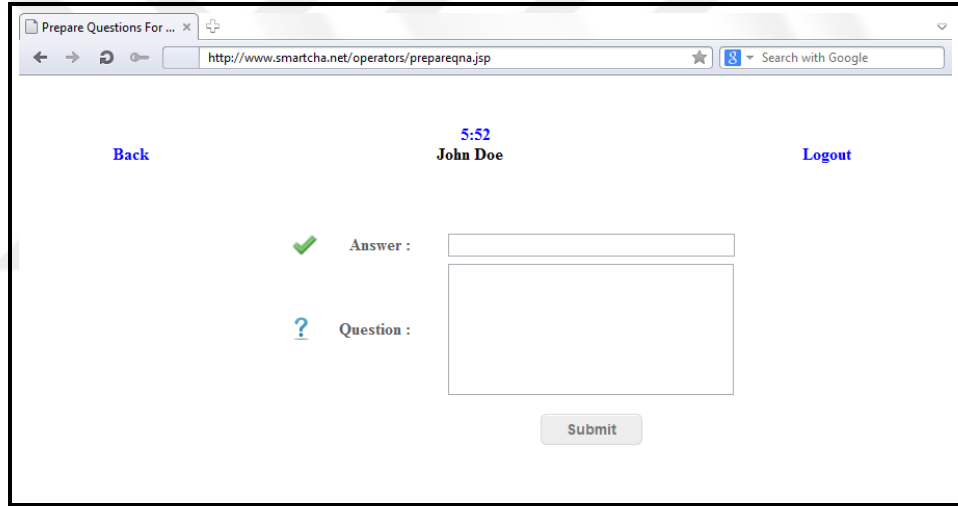 Prepare Questions For ...
http://www.smartcha.net/operators/prepareqna.jsp
8 Search with Google
5:52
Back John Doe Logout
Answer :
? Question :
Submit